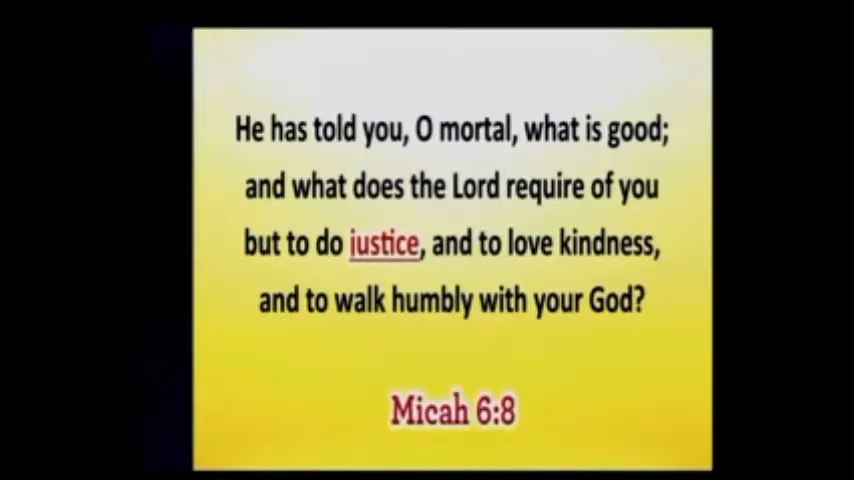 He has told you, O mortal, what is good;
and what does the Lord require of you
but to do justice, and to love kindness,
and to walk humbly with your God?
Micah 6:8